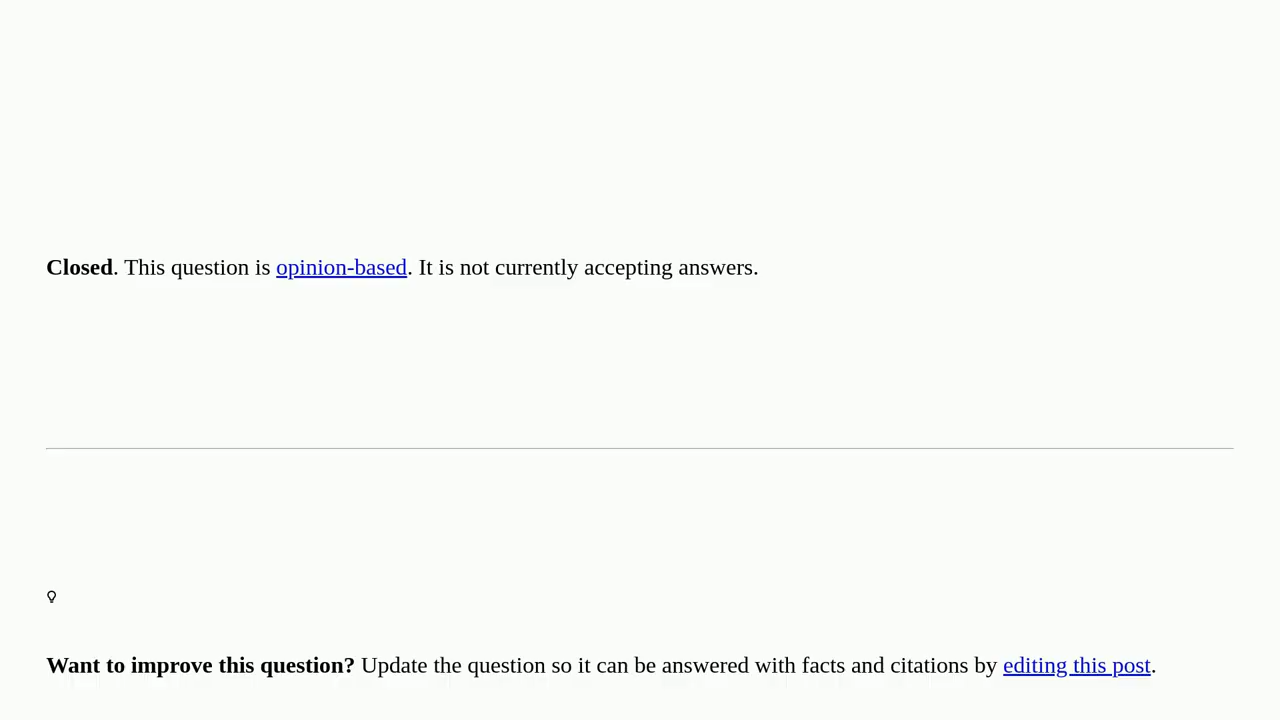 Closed. This question is opinion-based. It is not currently accepting answers.
Want to improve this question? Update the question so it can be answered with facts and citations by editing this post.